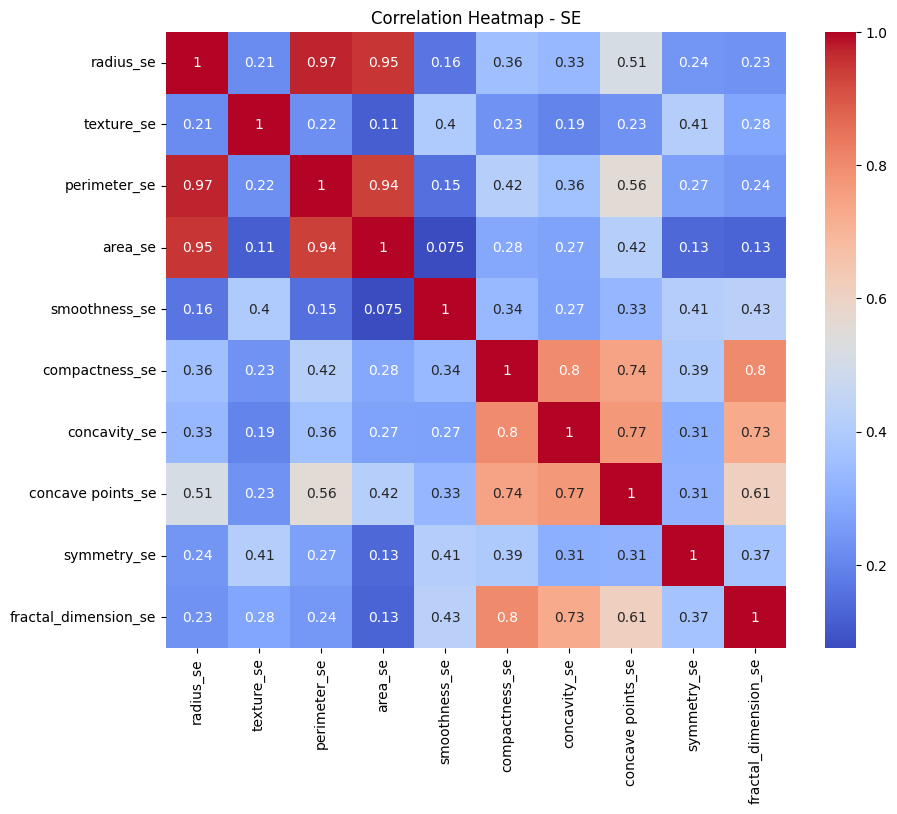 Correlation Heatmap - SE
radius_se 1 0.21 0.97 0.95 0.16 0.36 0.33 0.51 0.24 0.23
texture_se 0.21 1 0.22 0.11 0.4 0.23 0.19 0.23 0.41 0.28
perimeter_se 0.97 0.22 1 0.94 0.15 0.42 0.36 0.56 0.27 0.24
area_se 0.95 0.11 0.94 1 0.075 0.28 0.27 0.42 0.13 0.13
smoothness_se 0.16 0.4 0.15 0.075 1 0.34 0.27 0.33 0.41 0.43
compactness_se 0.36 0.23 0.42 0.28 0.34 1 0.8 0.74 0.39 0.8
concavity_se 0.33 0.19 0.36 0.27 0.27 0.8 1 0.77 0.31 0.73
concave points_se 0.51 0.23 0.56 0.42 0.33 0.74 0.77 1 0.31 0.61
symmetry_se 0.24 0.41 0.27 0.13 0.41 0.39 0.31 0.31 1 0.37
fractal_dimension_se 0.23 0.28 0.24 0.13 0.43 0.8 0.73 0.61 0.37 1
radius_se
texture_se
perimeter_se
area_se
smoothness_se
compactness_se
concavity_se
concave points_se
symmetry_se
fractal_dimension_se
1.0
0.8
0.6
0.4
0.2